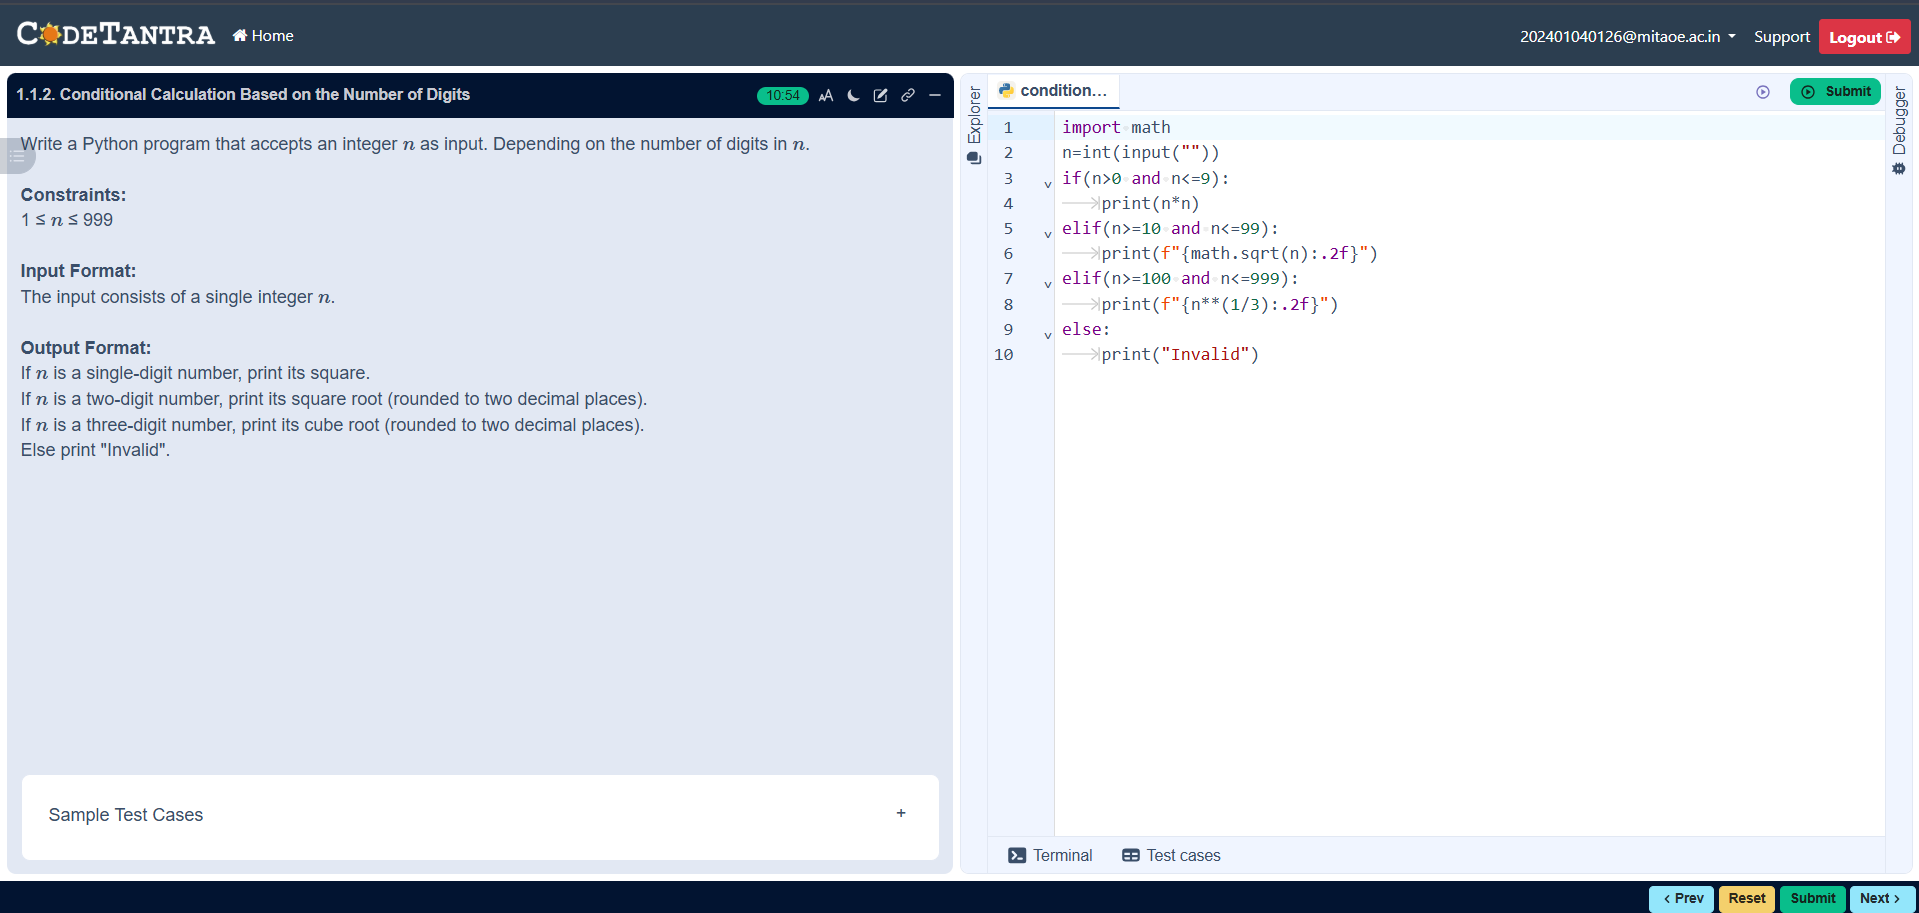 CODETANTRA
Home
202401040126@mitaoe.ac.in
Support
Logout
1.1.2. Conditional Calculation Based on the Number of Digits
10:54
AA
Write a Python program that accepts an integer n as input. Depending on the number of digits in n.
Constraints:
1 ≤ n ≤ 999
Input Format:
The input consists of a single integer n.
Output Format:
If n is a single-digit number, print its square.
If n is a two-digit number, print its square root (rounded to two decimal places).
If n is a three-digit number, print its cube root (rounded to two decimal places).
Else print "Invalid".
Sample Test Cases
+
Explorer
condition...
Submit
Debugger
1 import math
2 n=int(input(""))
3 if(n>0 and n<=9):
4 print(n*n)
5 elif(n>=10 and n<=99):
6 print(f"{math.sqrt(n):.2f}")
7 elif(n>=100 and n<=999):
8 print(f"{n**(1/3):.2f}")
9 else:
10 print("Invalid")
Terminal
Test cases
< Prev
Reset
Submit
Next >